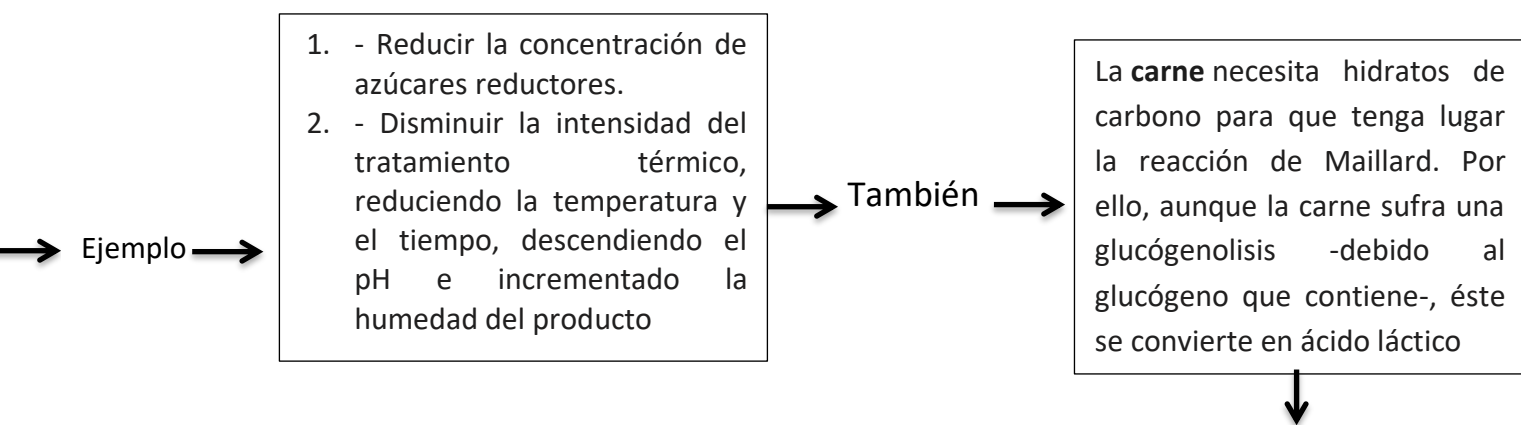 Ejemplo
1. - Reducir la concentración de
azúcares reductores.
2. - Disminuir la intensidad del
tratamiento térmico,
reduciendo la temperatura y
el tiempo, descendiendo el
pH e incrementado la
humedad del producto
También
La carne necesita hidratos de
carbono para que tenga lugar
la reacción de Maillard. Por
ello, aunque la carne sufra una
glucógenolisis -debido al
glucógeno que contiene-, éste
se convierte en ácido láctico